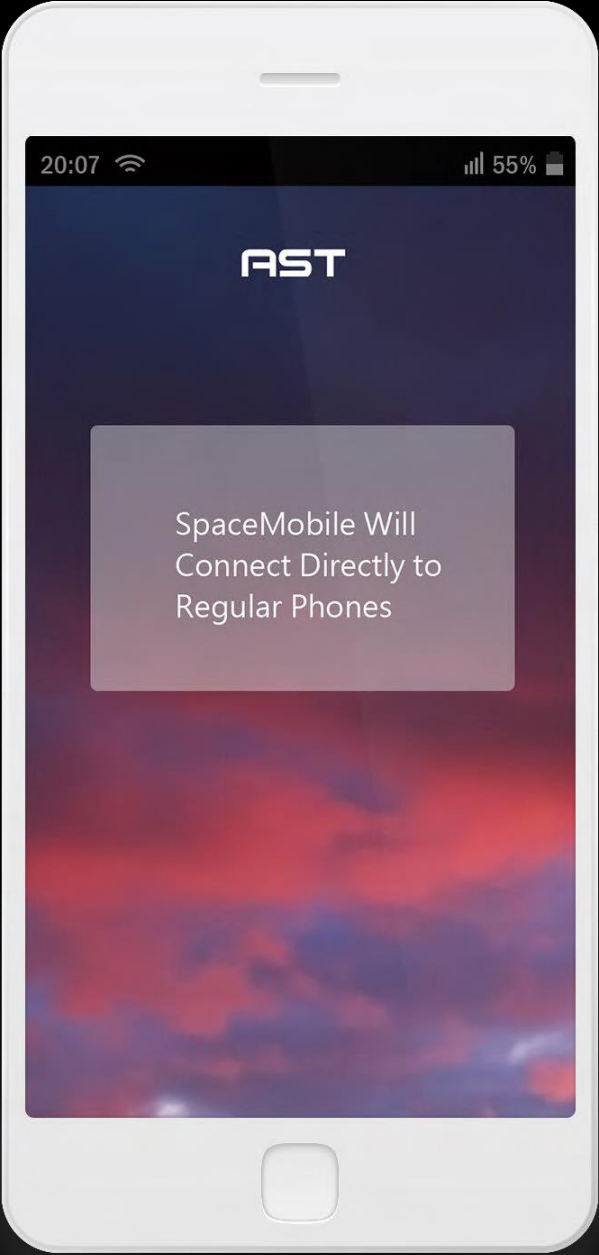 20:07
55%
AST
SpaceMobile Will
Connect Directly to
Regular Phones